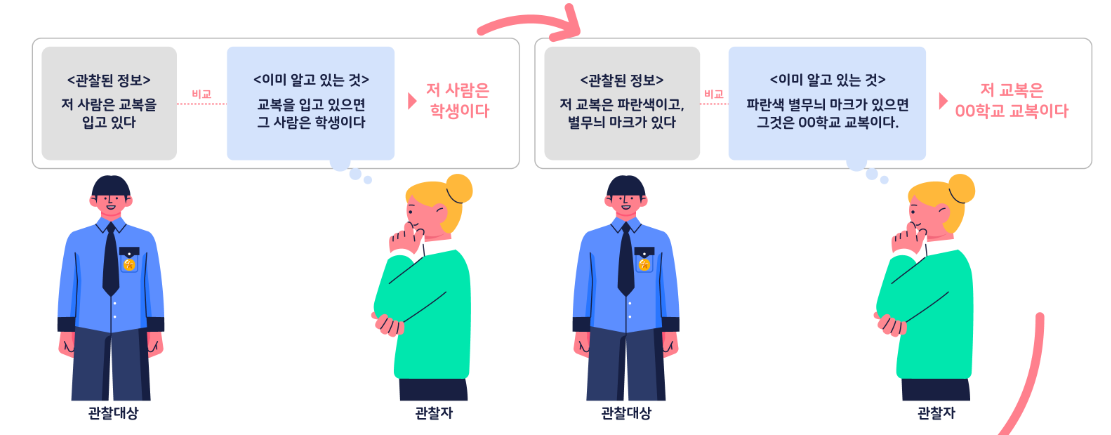 <관찰된 정보>
저 사람은 교복을
입고 있다
비교
<이미 알고 있는 것>
교복을 입고 있으면
그 사람은 학생이다
저 사람은
학생이다
<관찰된 정보>
저 교복은 파란색이고,
별무늬 마크가 있다
비교
<이미 알고 있는 것>
파란색 별무늬 마크가 있으면
그것은 OO학교 교복이다.
저 교복은
OO학교 교복이다
관찰대상
관찰자
관찰대상
관찰자